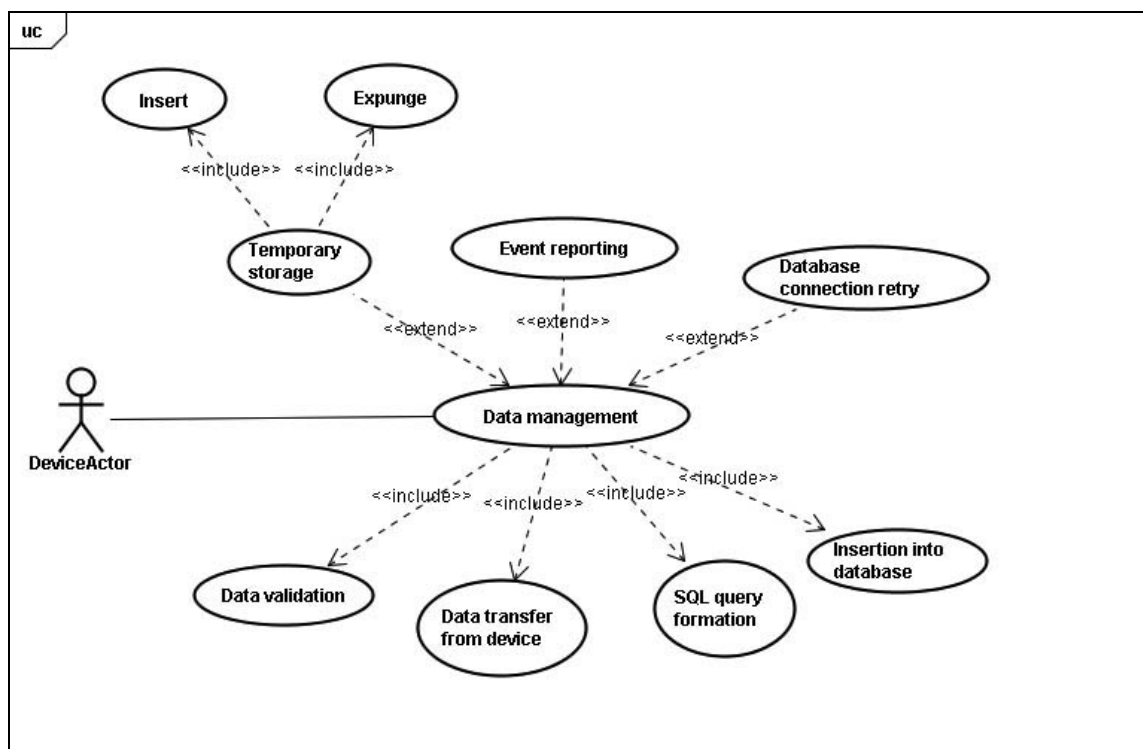 uc
Insert
Expunge
<<include>>
<<include>>
Temporary
storage
Event reporting
Database
connection retry
<<extend>>
<<extend>>
<<extend>>
Data management
DeviceActor
<<include>>
<<include>>
<<include>>
<<include>>
Data validation
Data transfer
from device
SQL query
formation
Insertion into
database